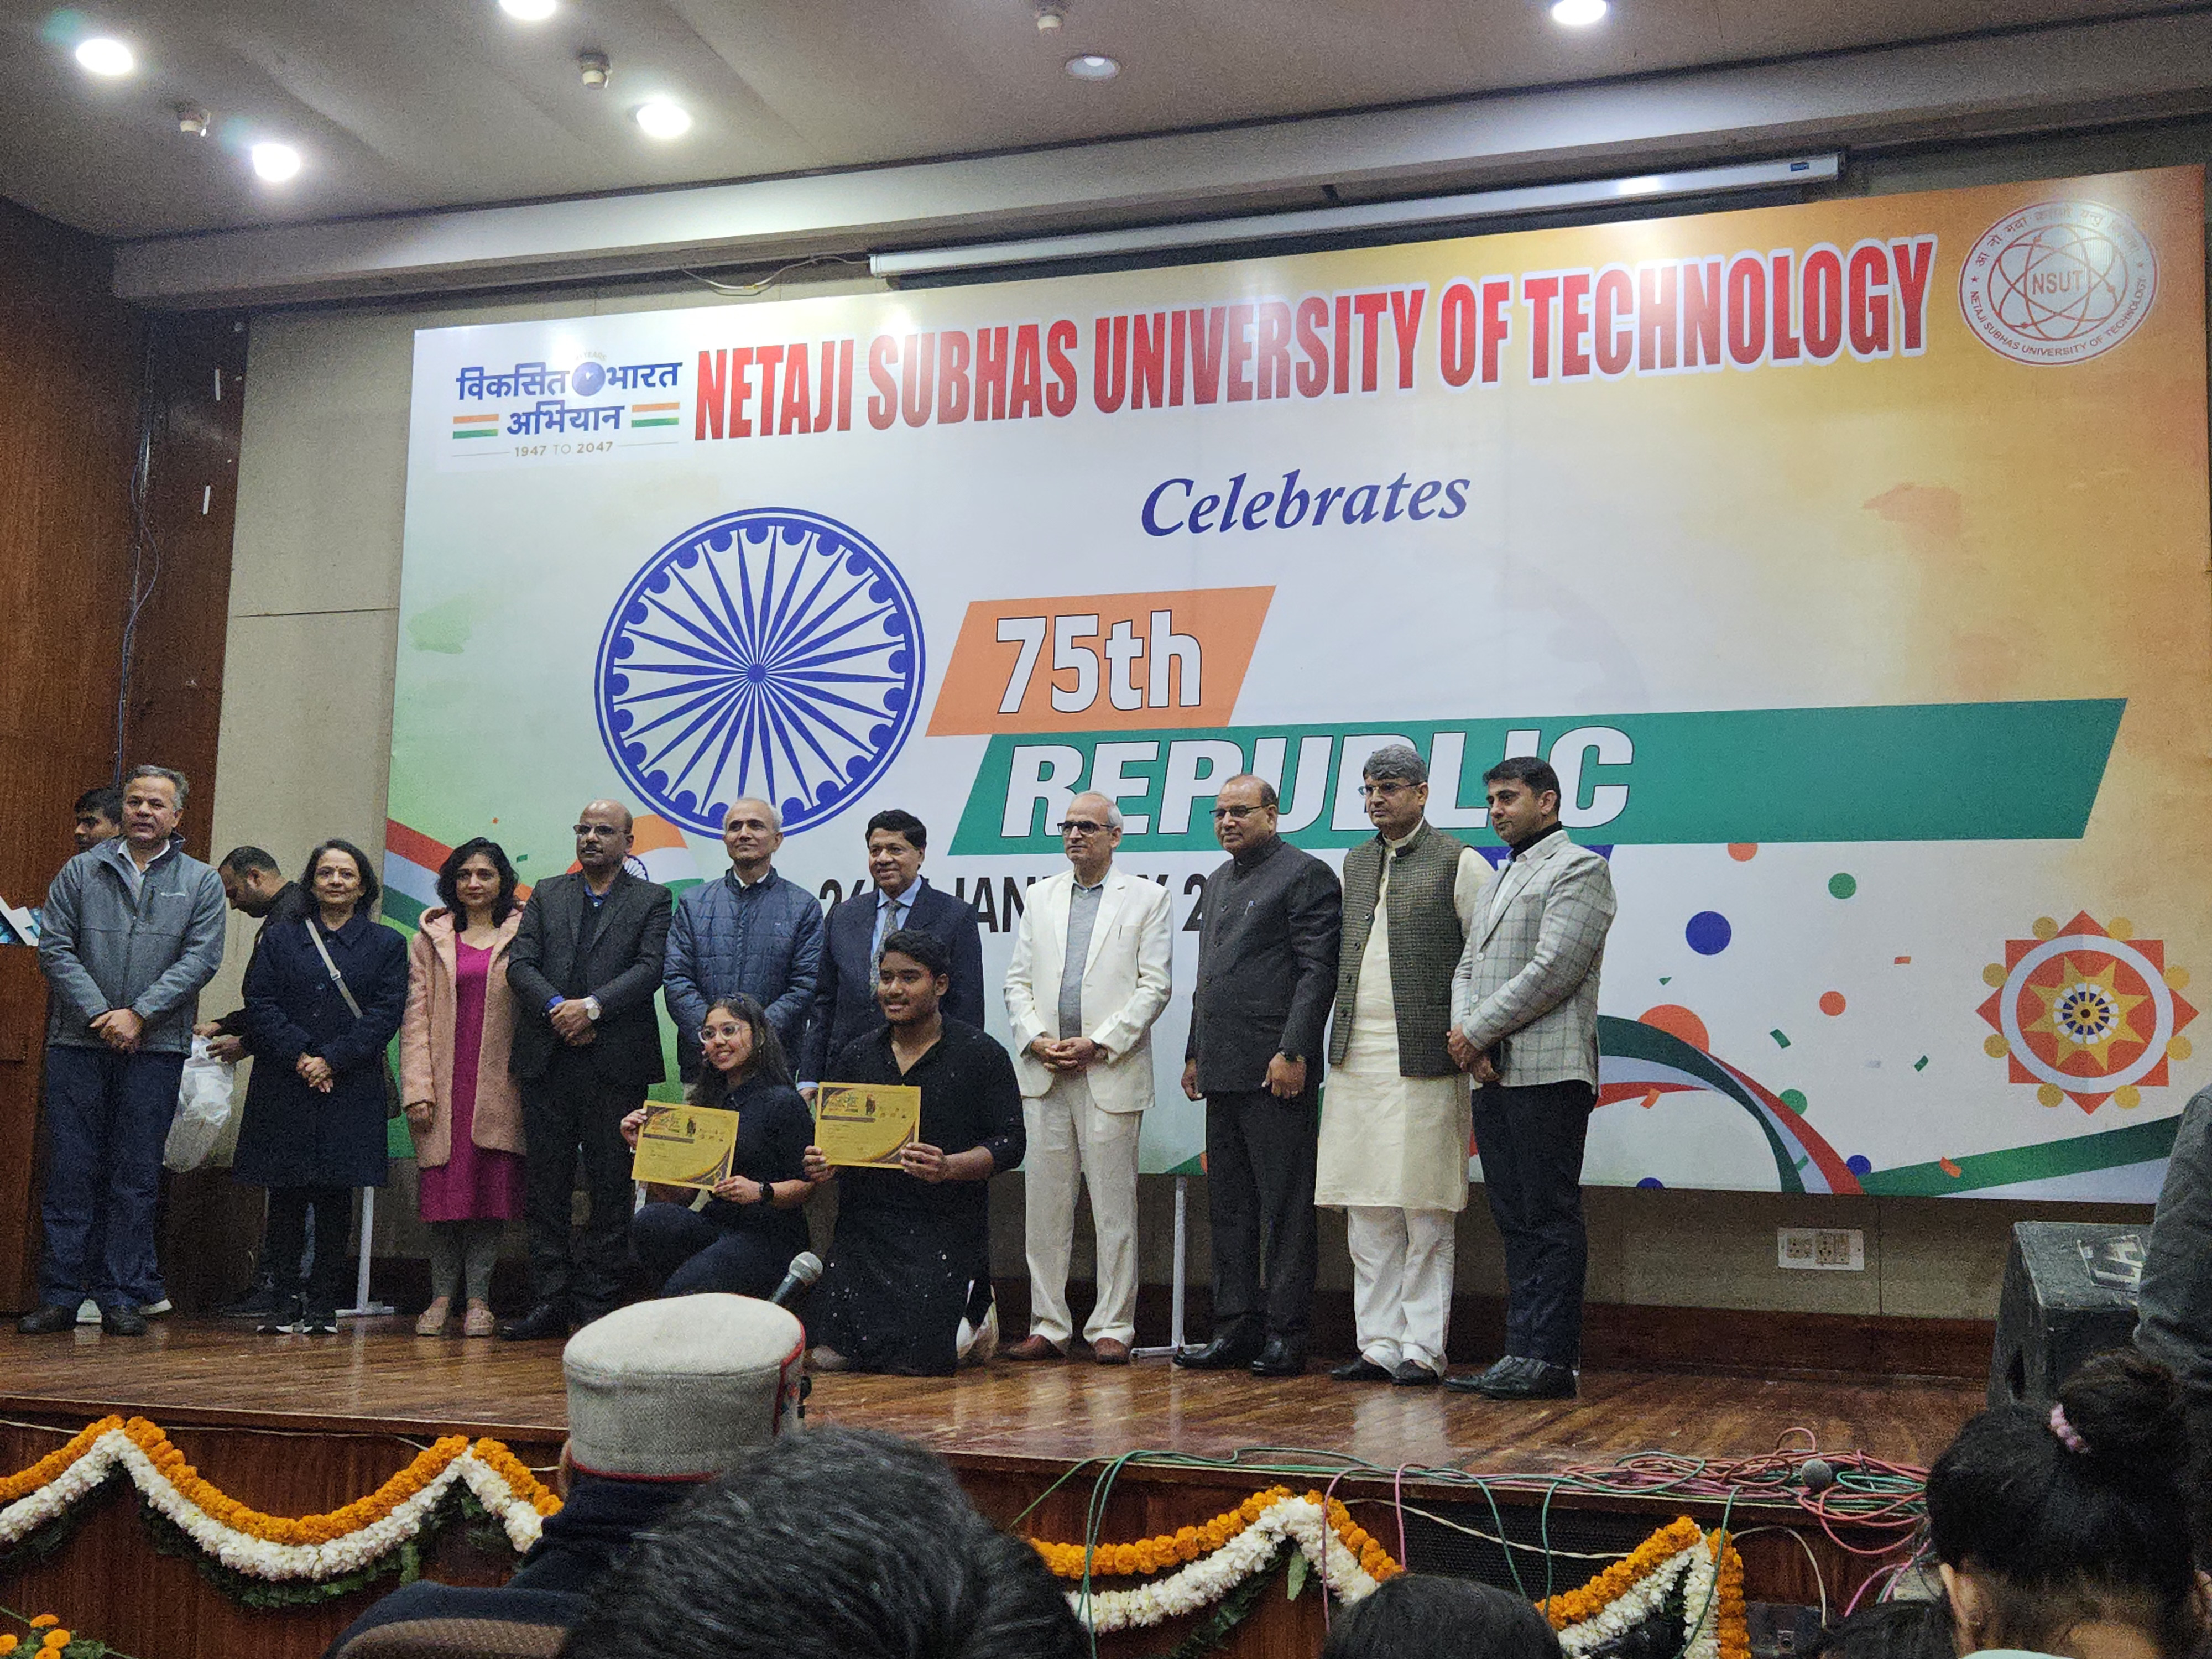 विकसित भारत
अभियान
1947 TO 2047
NETAJI SUBHAS UNIVERSITY OF TECHNOLOGY
NSUT
NETAJI SUBHAS UNIVERSITY OF TECHNOLOGY
Celebrates
75th
REPUBLIC